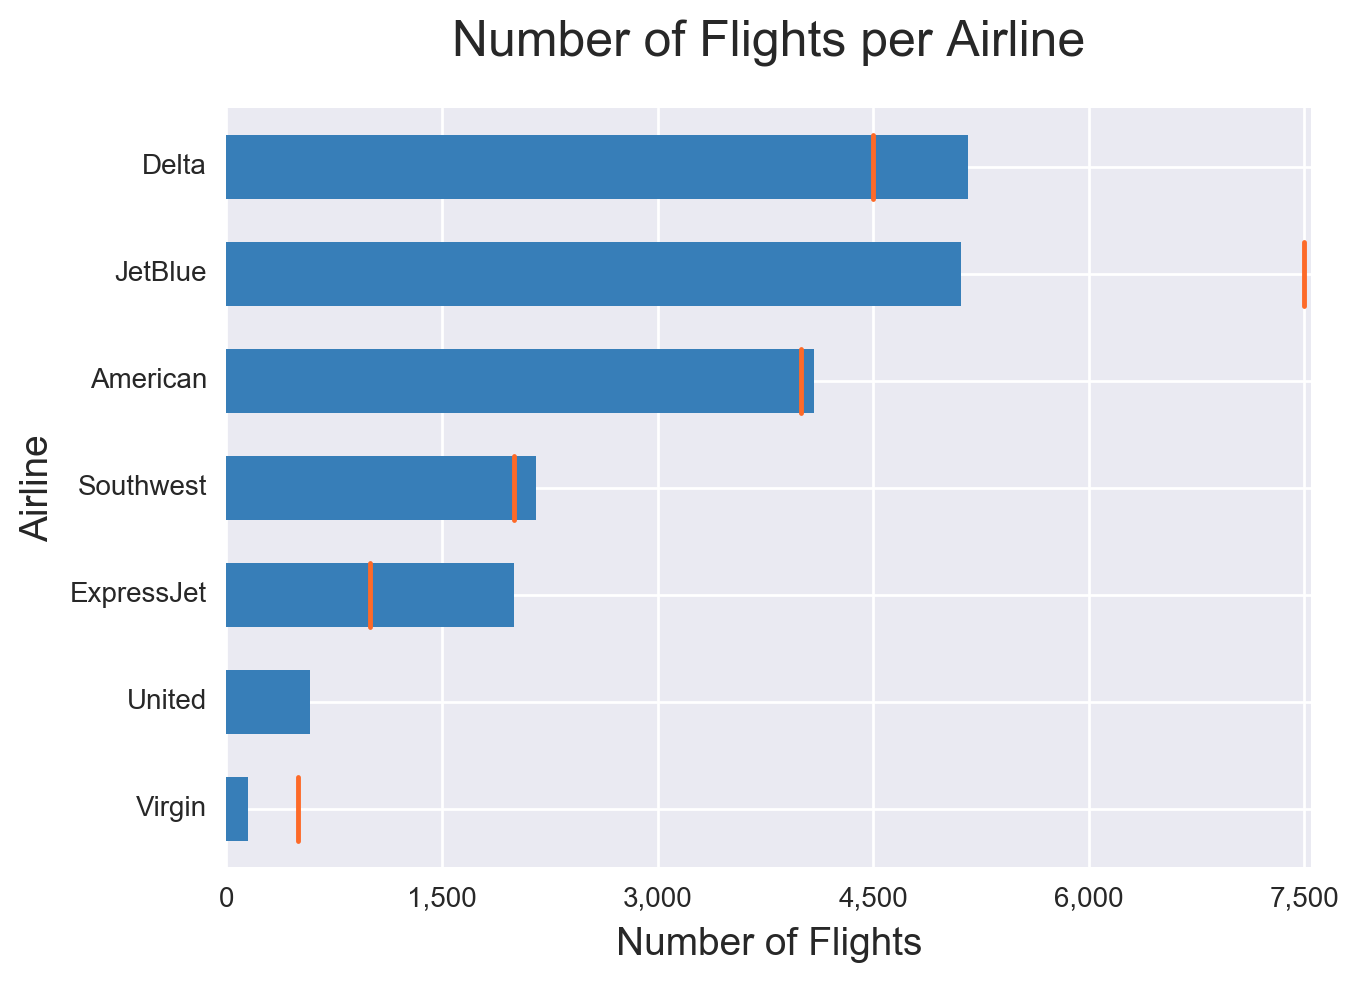 Number of Flights per Airline
Delta
JetBlue
American
Southwest
ExpressJet
United
Virgin
Airline
0 1,500 3,000 4,500 6,000 7,500
Number of Flights